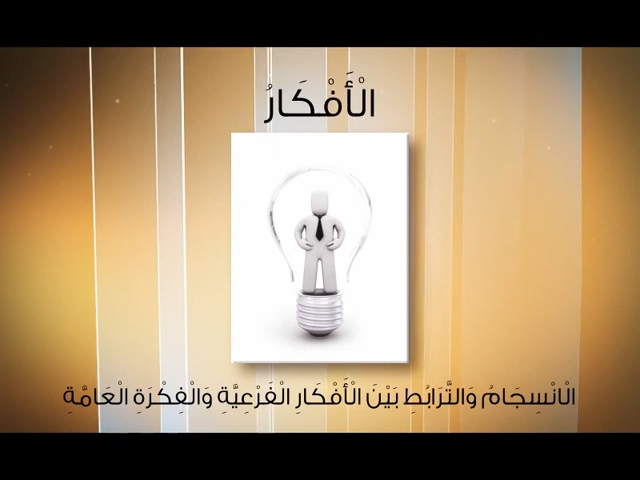 الْأَفْكَارُ
الْانْسِجَامُ وَالتَّرَابُطِ بَيْنَ الْأَفْكَارِ الْفَرْعِيَّةِ وَالْفِكْرَةِ الْعَامَّةِ